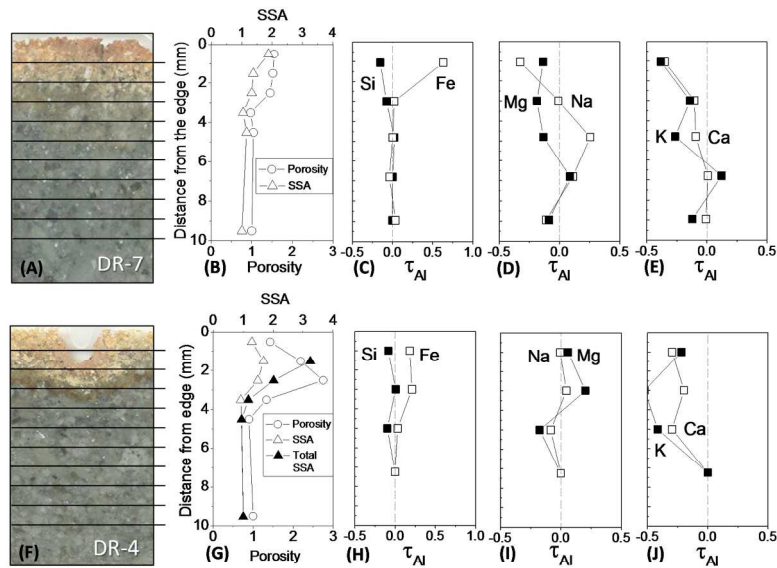 SSA
0 1 2 3 4
0
2
4
6
8
10
Distance from the edge (mm)
Porosity
SSA
0 1 2 3
Porosity
DR-7
(A)
(B)
Si
Fe
-0.5 0.0 0.5 1.0
τAl
(C)
Mg
Na
-0.5 0.0 0.5
τAl
(D)
K
Ca
-0.5 0.0 0.5
τAl
(E)
SSA
0 1 2 3 4
0
2
4
6
8
10
Distance from edge (mm)
Porosity
SSA
Total
SSA
0 1 2 3
Porosity
DR-4
(F)
(G)
Si
Fe
-0.5 0.0 0.5 1.0
τAl
(H)
Na
Mg
-0.5 0.0 0.5
τAl
(I)
Ca
K
-0.5 0.0 0.5
τAl
(J)